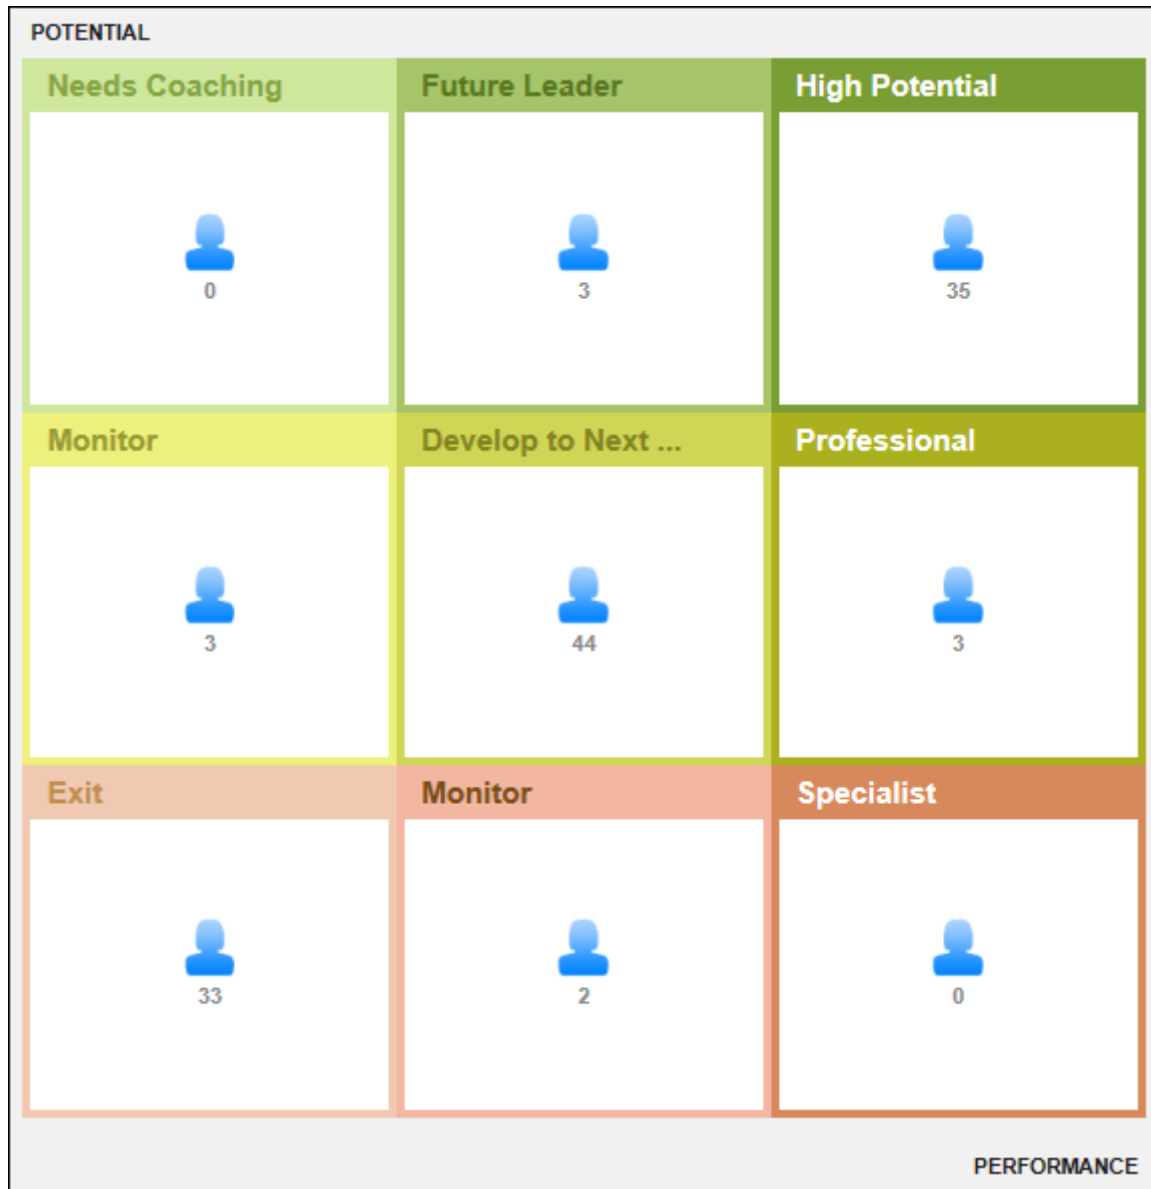 POTENTIAL
Needs Coaching
Future Leader
High Potential
0
3
35
Monitor
Develop to Next ...
Professional
3
44
3
Exit
Monitor
Specialist
33
2
0
PERFORMANCE